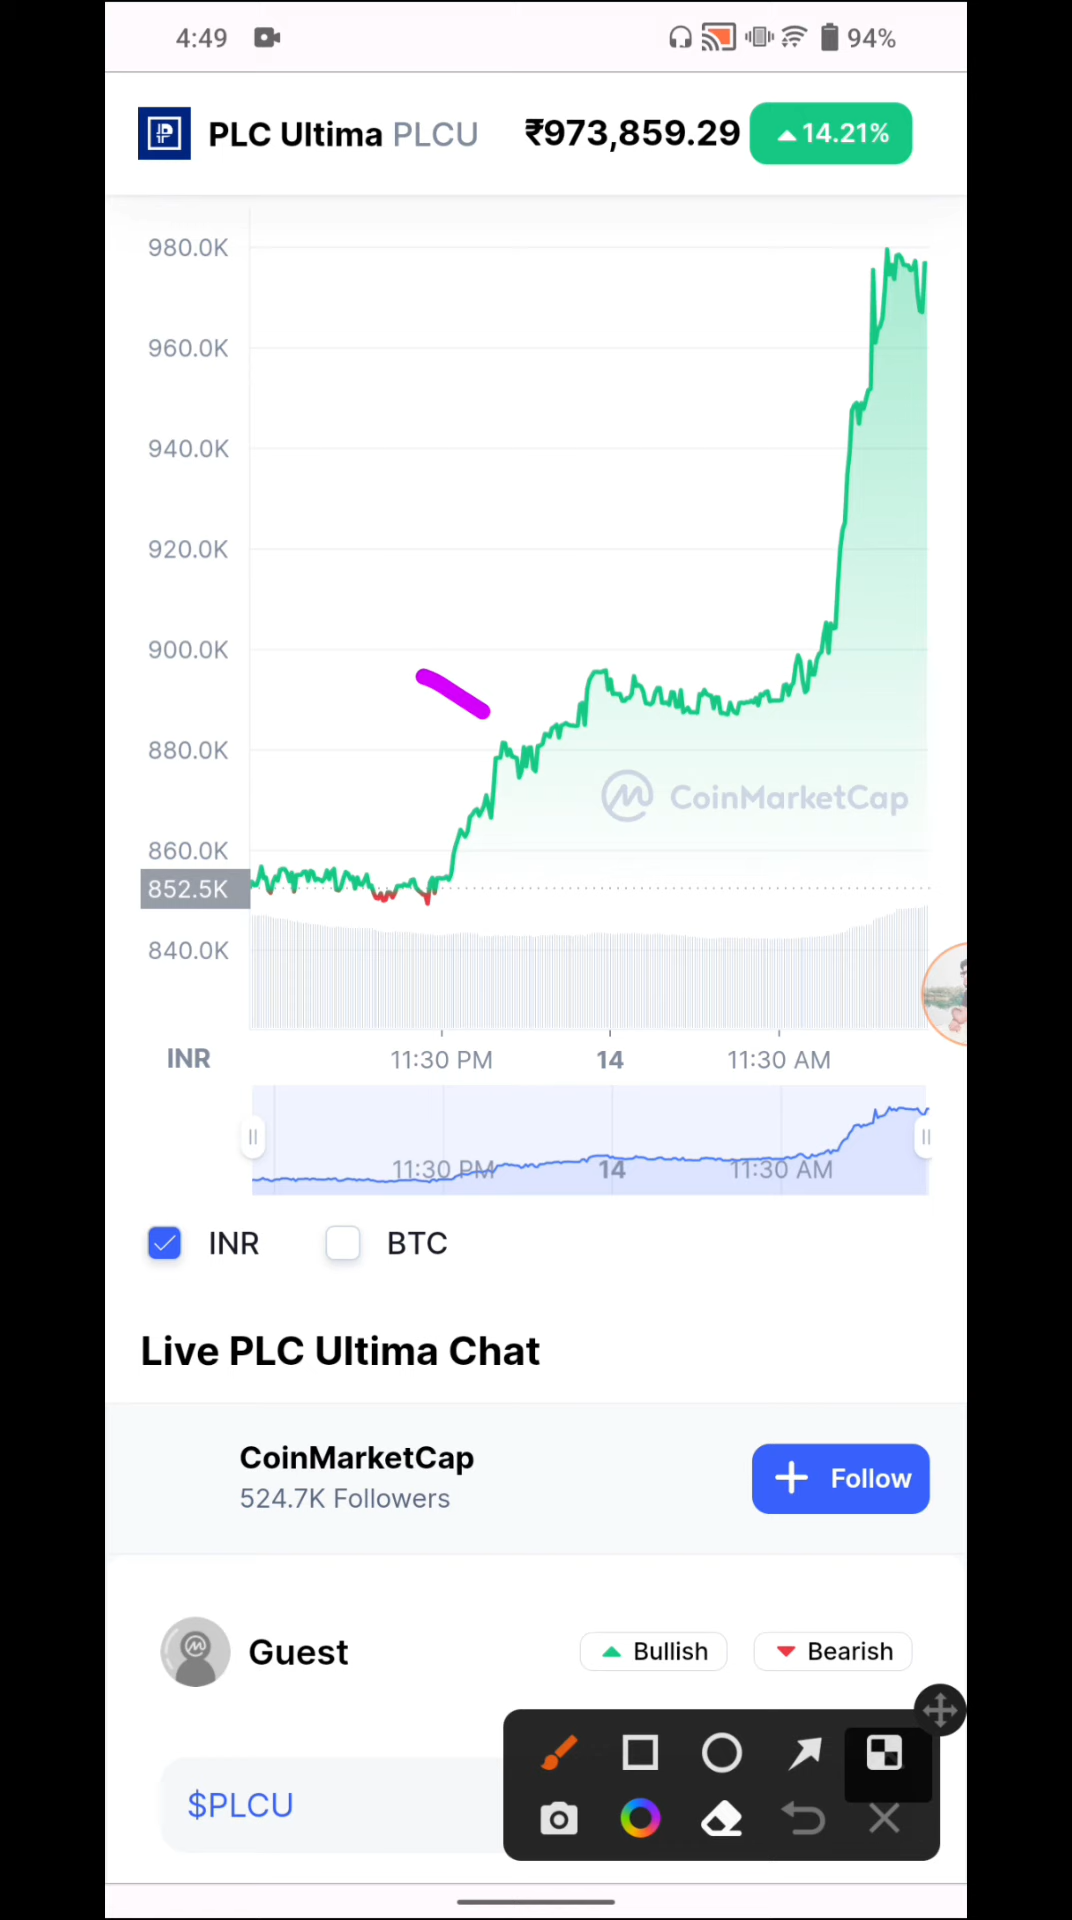 4:49 94%
PLC Ultima PLCU ₹973,859.29 14.21%
980.0K
960.0K
940.0K
920.0K
900.0K
880.0K
CoinMarketCap
860.0K
852.5K
840.0K
INR 11:30 PM 14 11:30 AM
11:30 PM 14 11:30 AM
INR BTC
Live PLC Ultima Chat
CoinMarketCap
524.7K Followers
Follow
Guest Bullish Bearish
$PLCU